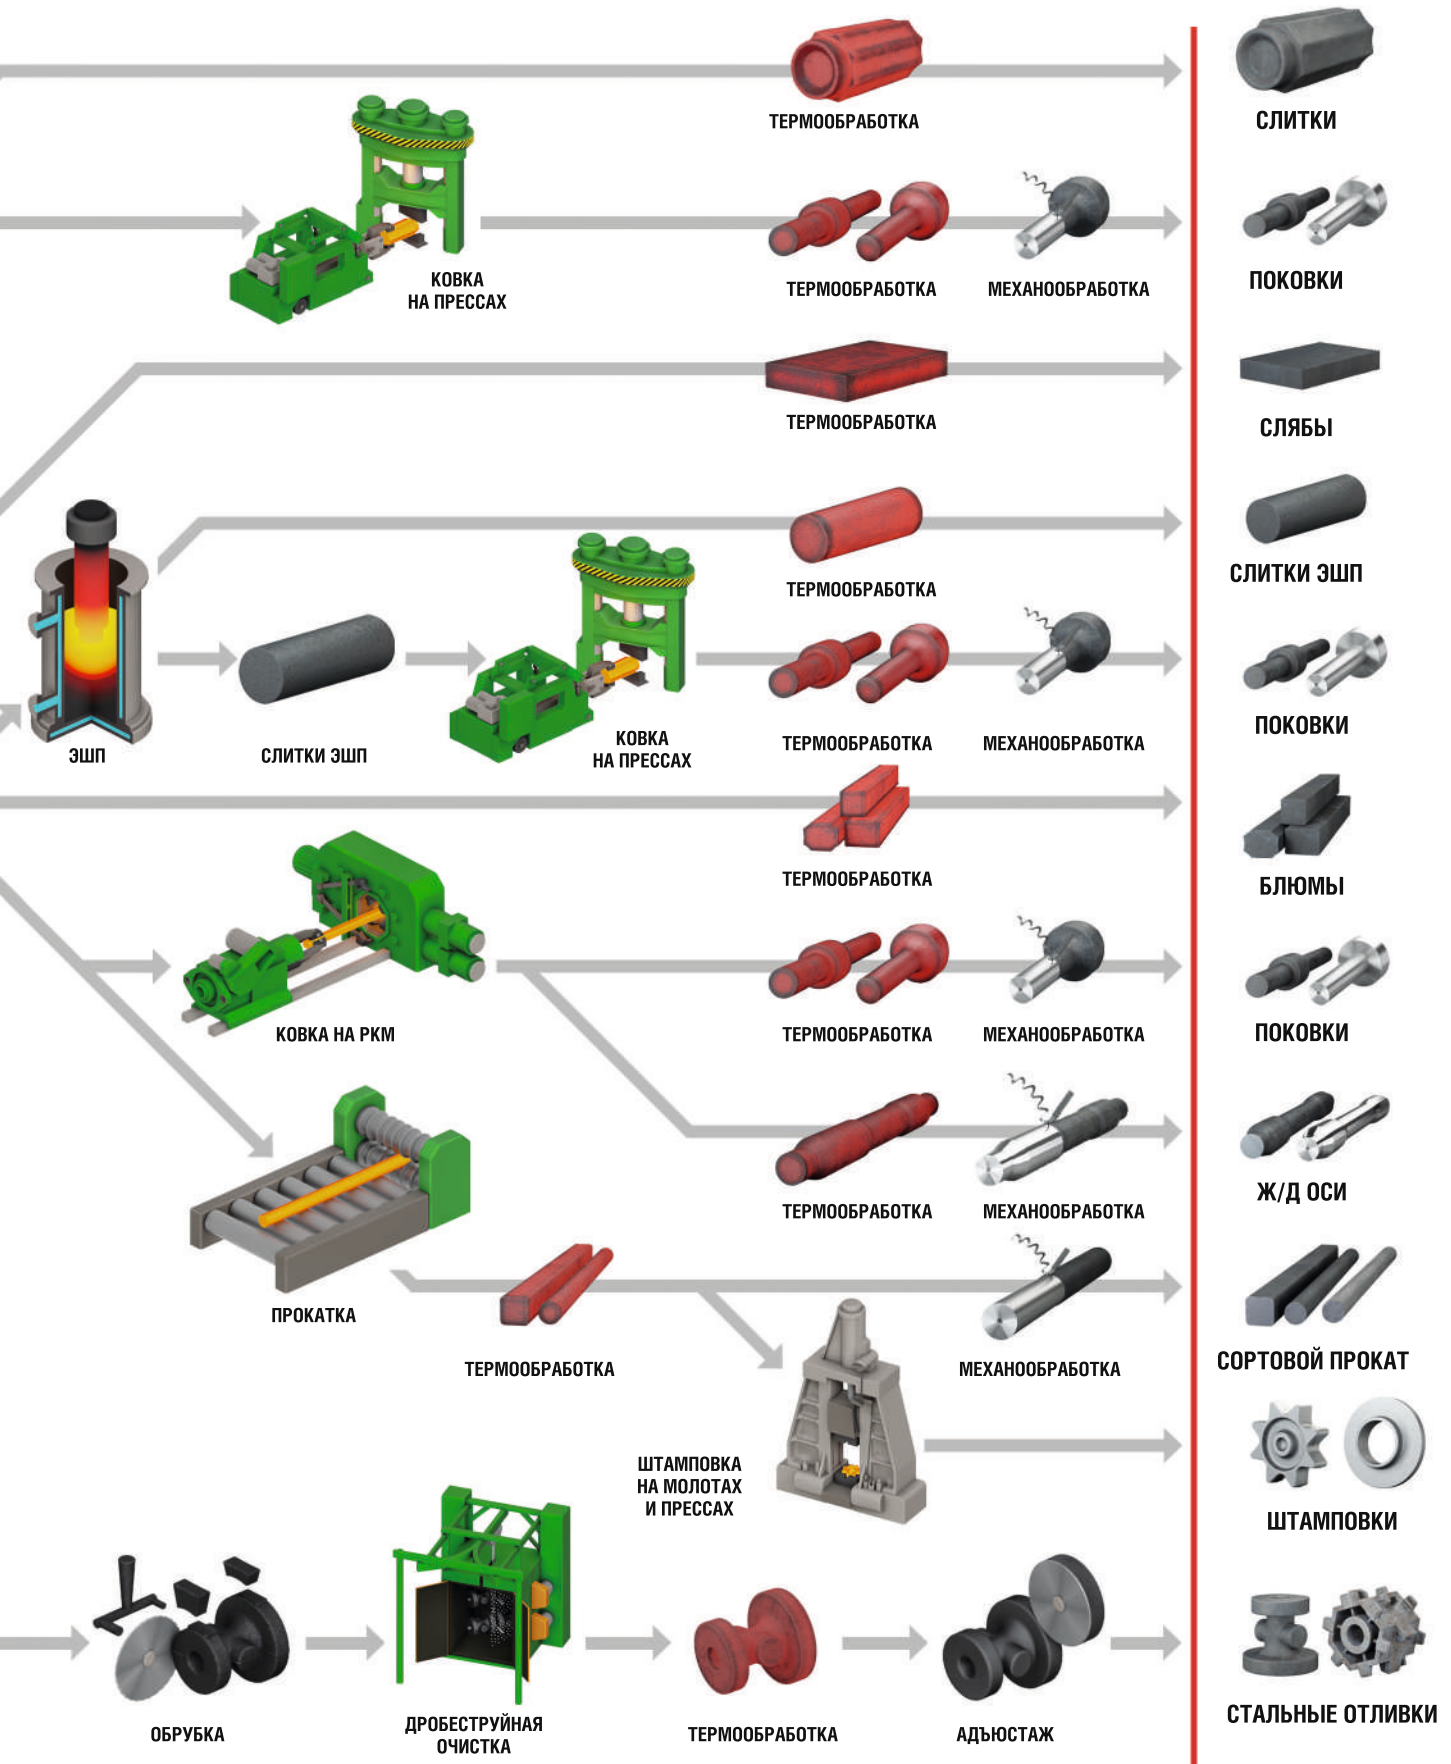 ТЕРМООБРАБОТКА
СЛИТКИ
КОВКА
НА ПРЕССАХ
ТЕРМООБРАБОТКА
МЕХАНООБРАБОТКА
ПОКОВКИ
ТЕРМООБРАБОТКА
СЛЯБЫ
ТЕРМООБРАБОТКА
СЛИТКИ ЭШП
ЭШП
СЛИТКИ ЭШП
КОВКА
НА ПРЕССАХ
ТЕРМООБРАБОТКА
МЕХАНООБРАБОТКА
ПОКОВКИ
ТЕРМООБРАБОТКА
БЛЮМЫ
КОВКА НА РКМ
ТЕРМООБРАБОТКА
МЕХАНООБРАБОТКА
ПОКОВКИ
ТЕРМООБРАБОТКА
МЕХАНООБРАБОТКА
Ж/Д ОСИ
ПРОКАТКА
ТЕРМООБРАБОТКА
МЕХАНООБРАБОТКА
СОРТОВОЙ ПРОКАТ
ШТАМПОВКА
НА МОЛОТАХ
И ПРЕССАХ
ШТАМПОВКИ
ОБРУБКА
ДРОБЕСТРУЙНАЯ
ОЧИСТКА
ТЕРМООБРАБОТКА
АДЪЮСТАЖ
СТАЛЬНЫЕ ОТЛИВКИ